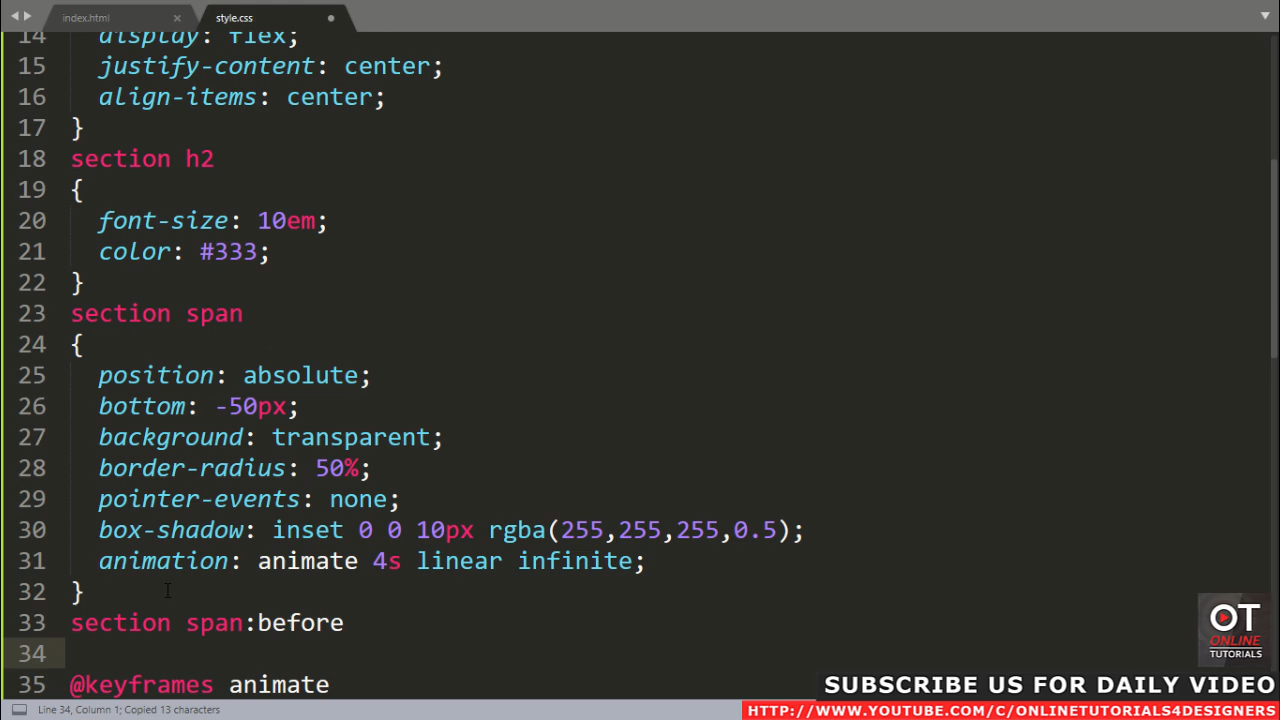 index.html × style.css
14 display: flex;
15 justify-content: center;
16 align-items: center;
17 }
18 section h2
19 {
20 font-size: 10em;
21 color: #333;
22 }
23 section span
24 {
25 position: absolute;
26 bottom: -50px;
27 background: transparent;
28 border-radius: 50%;
29 pointer-events: none;
30 box-shadow: inset 0 0 10px rgba(255,255,255,0.5);
31 animation: animate 4s linear infinite;
32 }
33 section span:before
34
35 @keyframes animate
OT
ONLINE
TUTORIALS
SUBSCRIBE US FOR DAILY VIDEO
Line 34, Column 1; Copied 13 characters
HTTP://WWW.YOUTUBE.COM/C/ONLINETUTORIALS4DESIGNERS